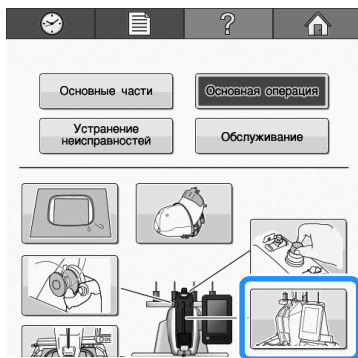 ?
Основные части
Основная операция
Устранение
неисправностей
Обслуживание